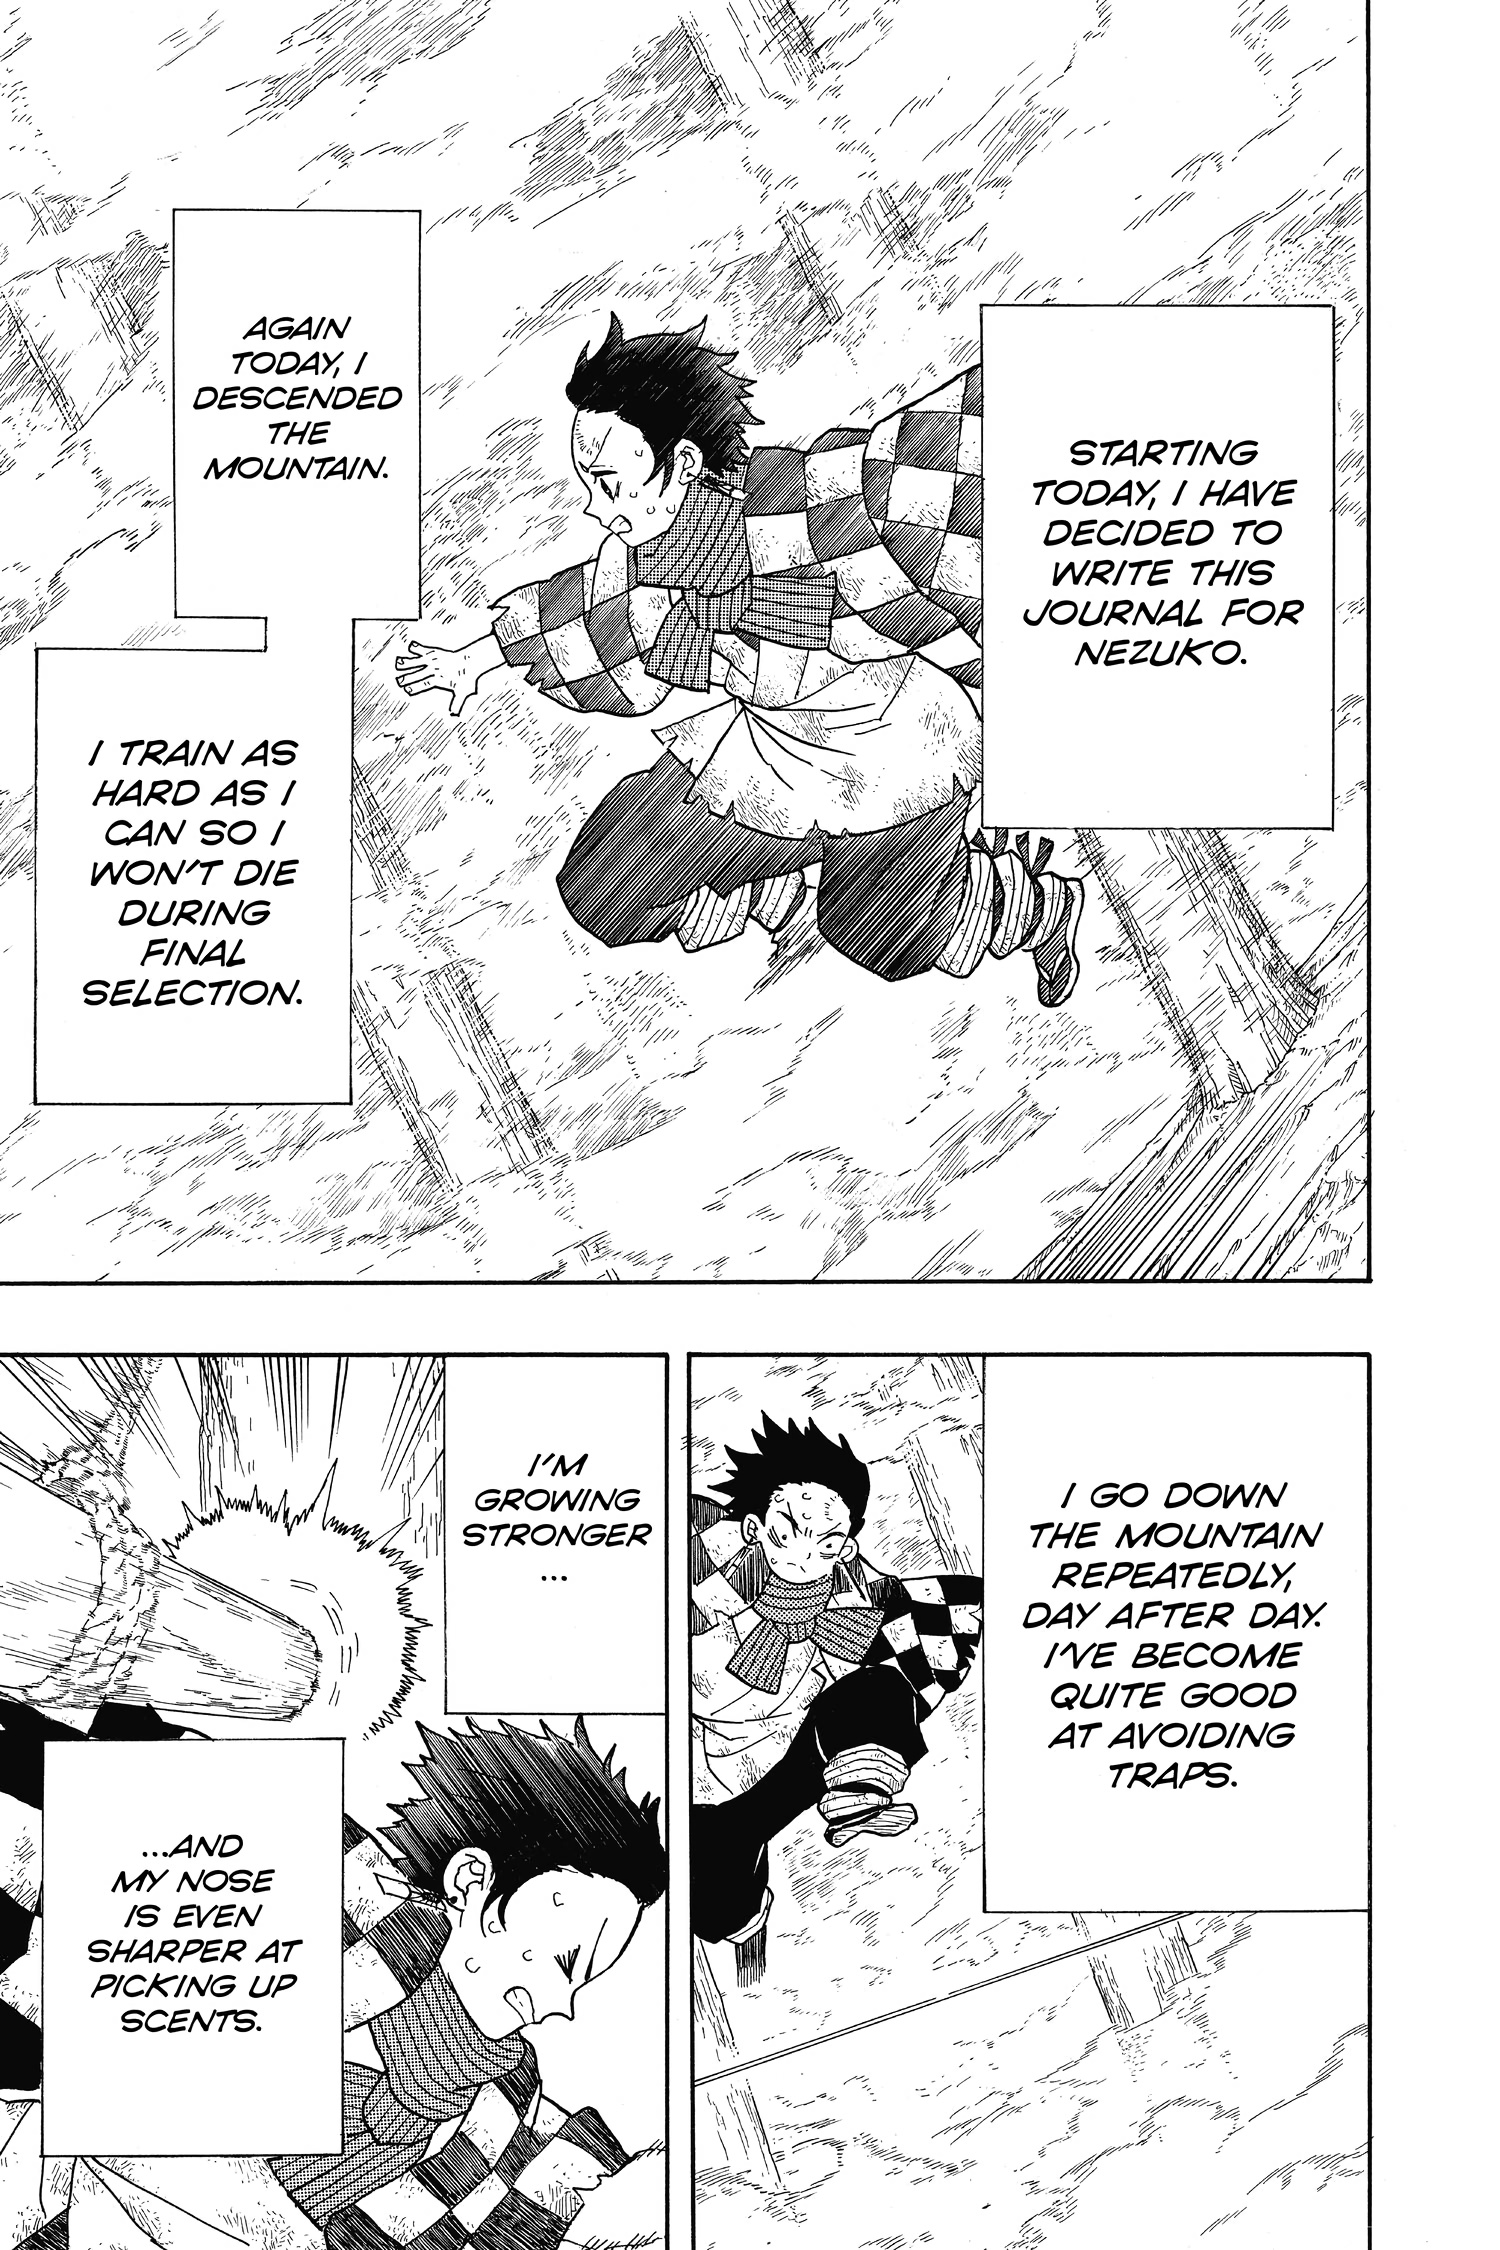 STARTING
TODAY, I HAVE
DECIDED TO
WRITE THIS
JOURNAL FOR
NEZUKO.
AGAIN
TODAY, I
DESCENDED
THE
MOUNTAIN.
I TRAIN AS
HARD AS I
CAN SO I
WON'T DIE
DURING
FINAL
SELECTION.
I GO DOWN
THE MOUNTAIN
REPEATEDLY,
DAY AFTER DAY.
I'VE BECOME
QUITE GOOD
AT AVOIDING
TRAPS.
I'M
GROWING
STRONGER
...
...AND
MY NOSE
IS EVEN
SHARPER AT
PICKING UP
SCENTS.